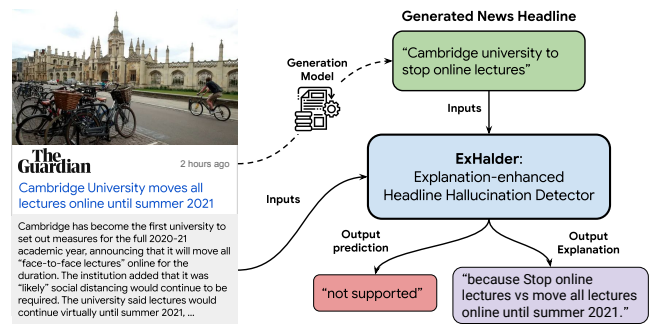 Generated News Headline
“Cambridge university to
stop online lectures”
Generation
Model
Inputs
The
Guardian
2 hours ago
Cambridge University moves all
lectures online until summer 2021
Cambridge has become the first university to
set out measures for the full 2020-21
academic year, announcing that it will move all
“face-to-face lectures” online for the
duration. The institution added that it was
“likely” social distancing would continue to be
required. The university said lectures would
continue virtually until summer 2021, ...
Inputs
ExHalder:
Explanation-enhanced
Headline Hallucination Detector
Output
prediction
Output
Explanation
“not supported”
“because Stop online
lectures vs move all lectures
online until summer 2021.”